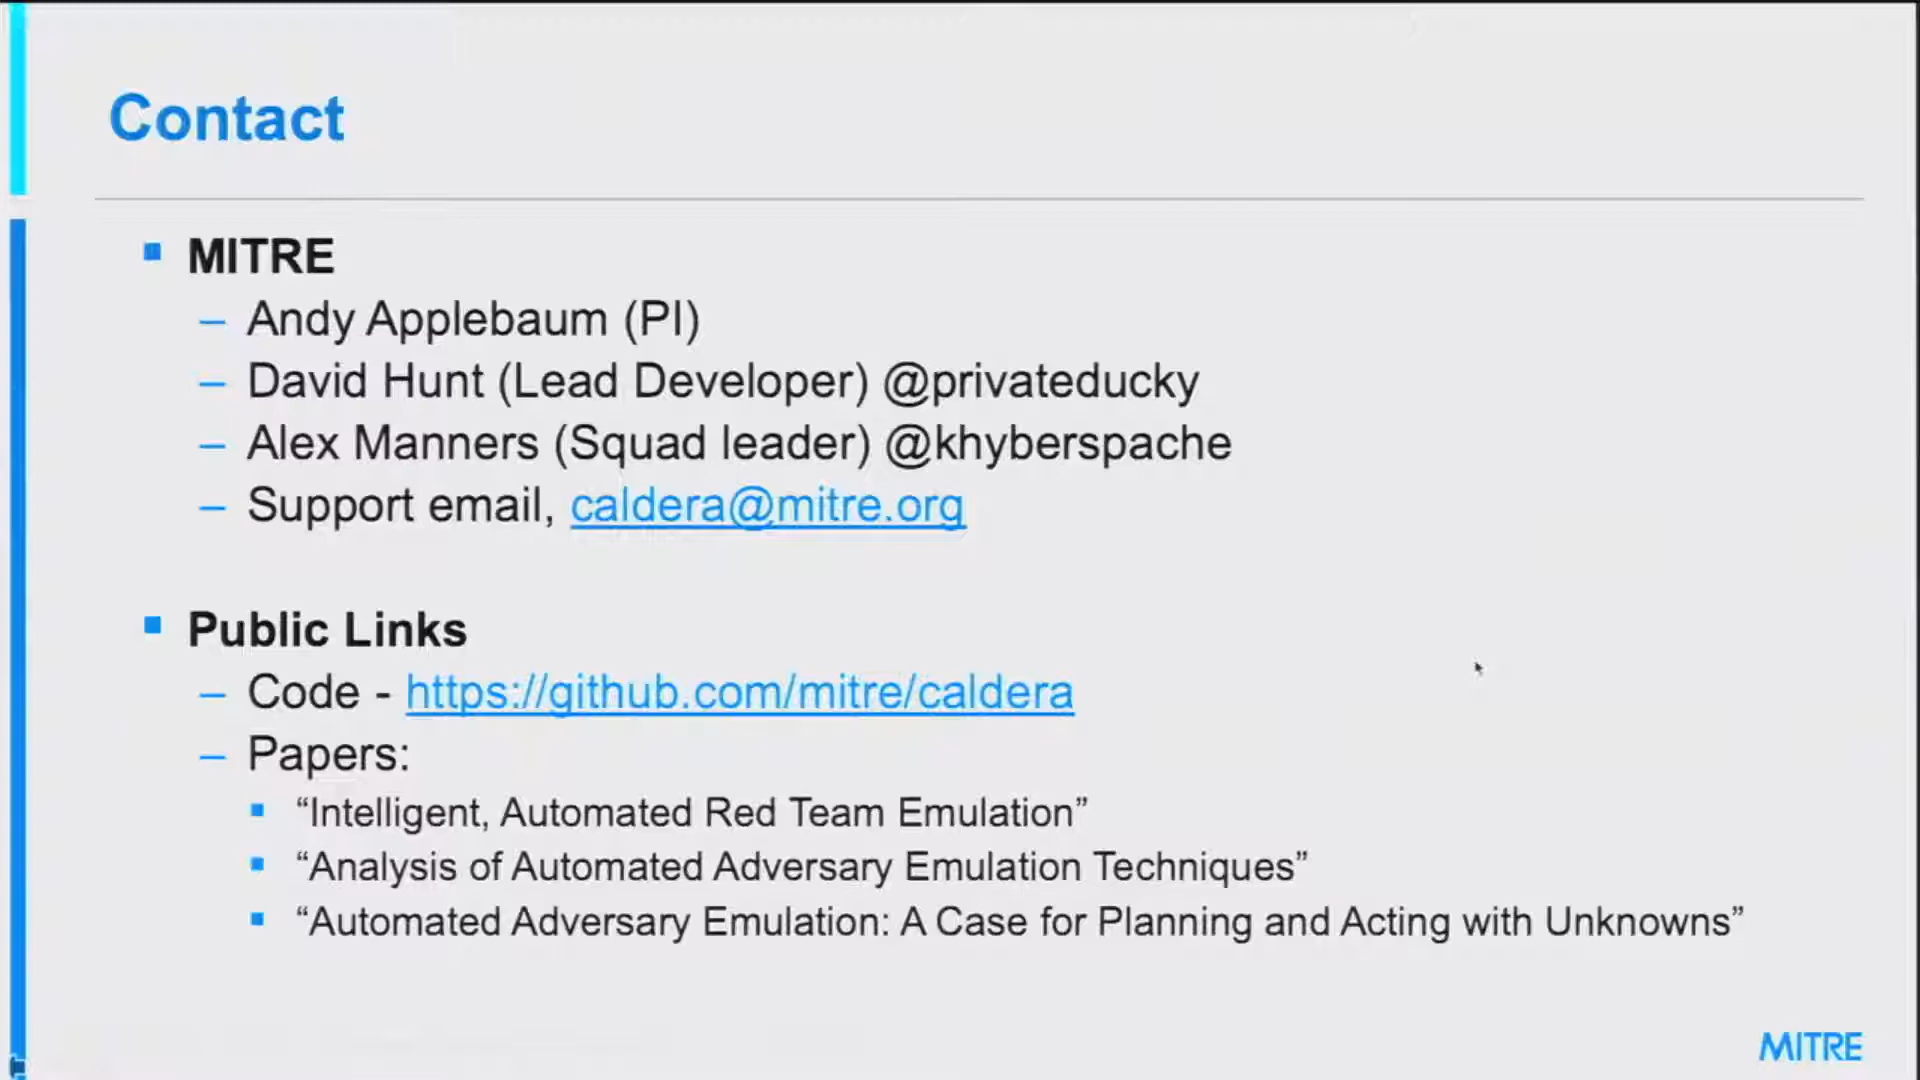 Contact
MITRE
– Andy Applebaum (PI)
– David Hunt (Lead Developer) @privateducky
– Alex Manners (Squad leader) @khyberspache
– Support email, caldera@mitre.org
Public Links
– Code - https://github.com/mitre/caldera
– Papers:
“Intelligent, Automated Red Team Emulation”
“Analysis of Automated Adversary Emulation Techniques”
“Automated Adversary Emulation: A Case for Planning and Acting with Unknowns”
MITRE